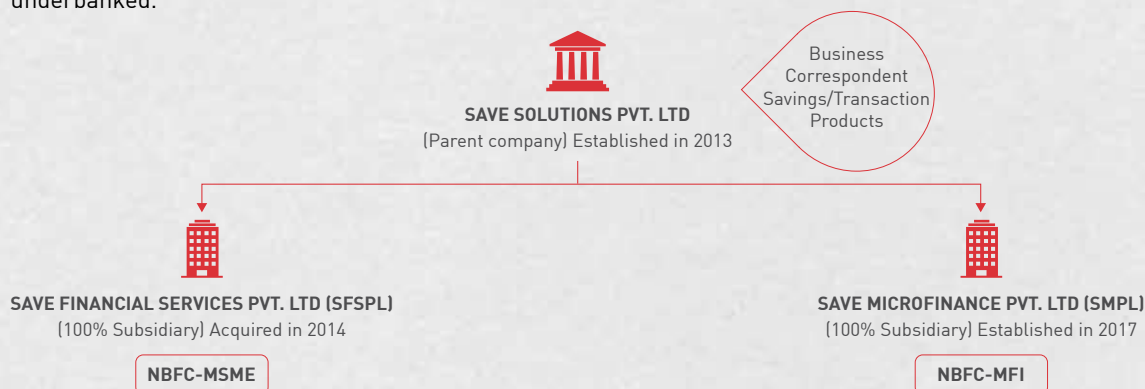 underbanked.
Business
Correspondent
Savings/Transaction
Products
SAVE SOLUTIONS PVT. LTD
(Parent company) Established in 2013
SAVE FINANCIAL SERVICES PVT. LTD (SFSPL)
(100% Subsidiary) Acquired in 2014
NBFC-MSME
SAVE MICROFINANCE PVT. LTD (SMPL)
(100% Subsidiary) Established in 2017
NBFC-MFI